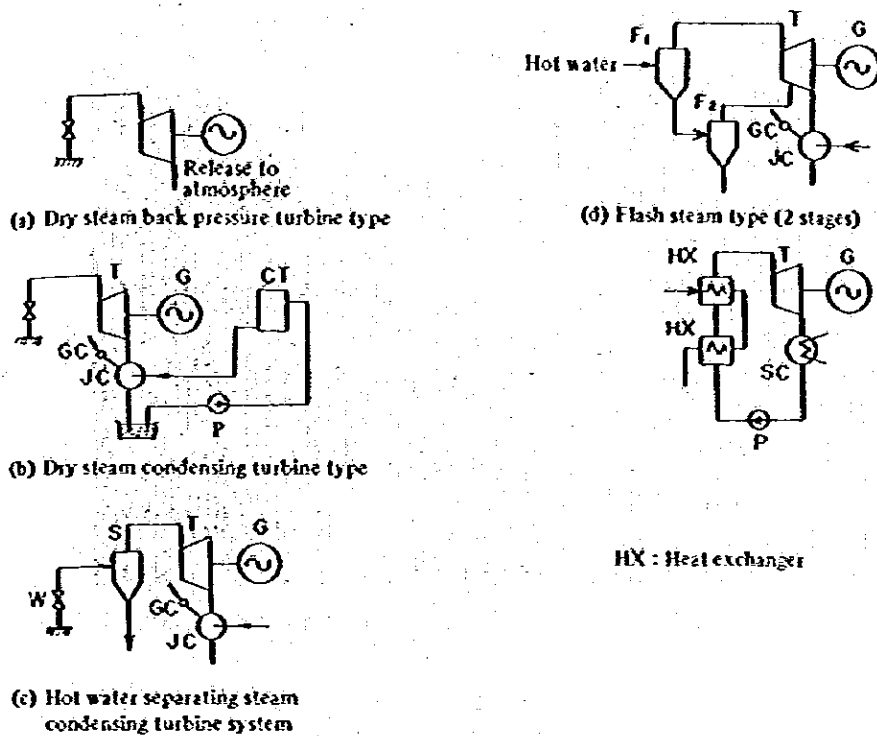 Release to
atmosphere
(a) Dry steam back pressure turbine type
T
G
CT
GC
JC
P
(b) Dry steam condensing turbine type
S
T
G
W
GC
JC
(c) Hot water separating steam
condensing turbine system
F1
T
G
Hot water
F2
GC
JC
(d) Flash steam type (2 stages)
HX
T
G
HX
SC
P
HX : Heat exchanger